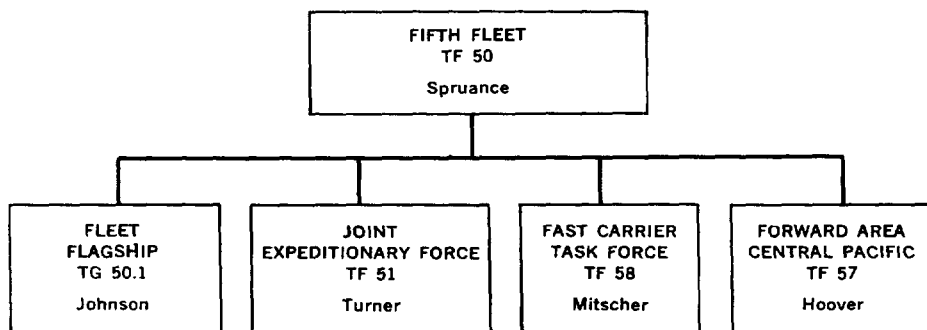 FIFTH FLEET
TF 50
Spruance
FLEET
FLAGSHIP
TG 50.1
Johnson
JOINT
EXPEDITIONARY FORCE
TF 51
Turner
FAST CARRIER
TASK FORCE
TF 58
Mitscher
FORWARD AREA
CENTRAL PACIFIC
TF 57
Hoover